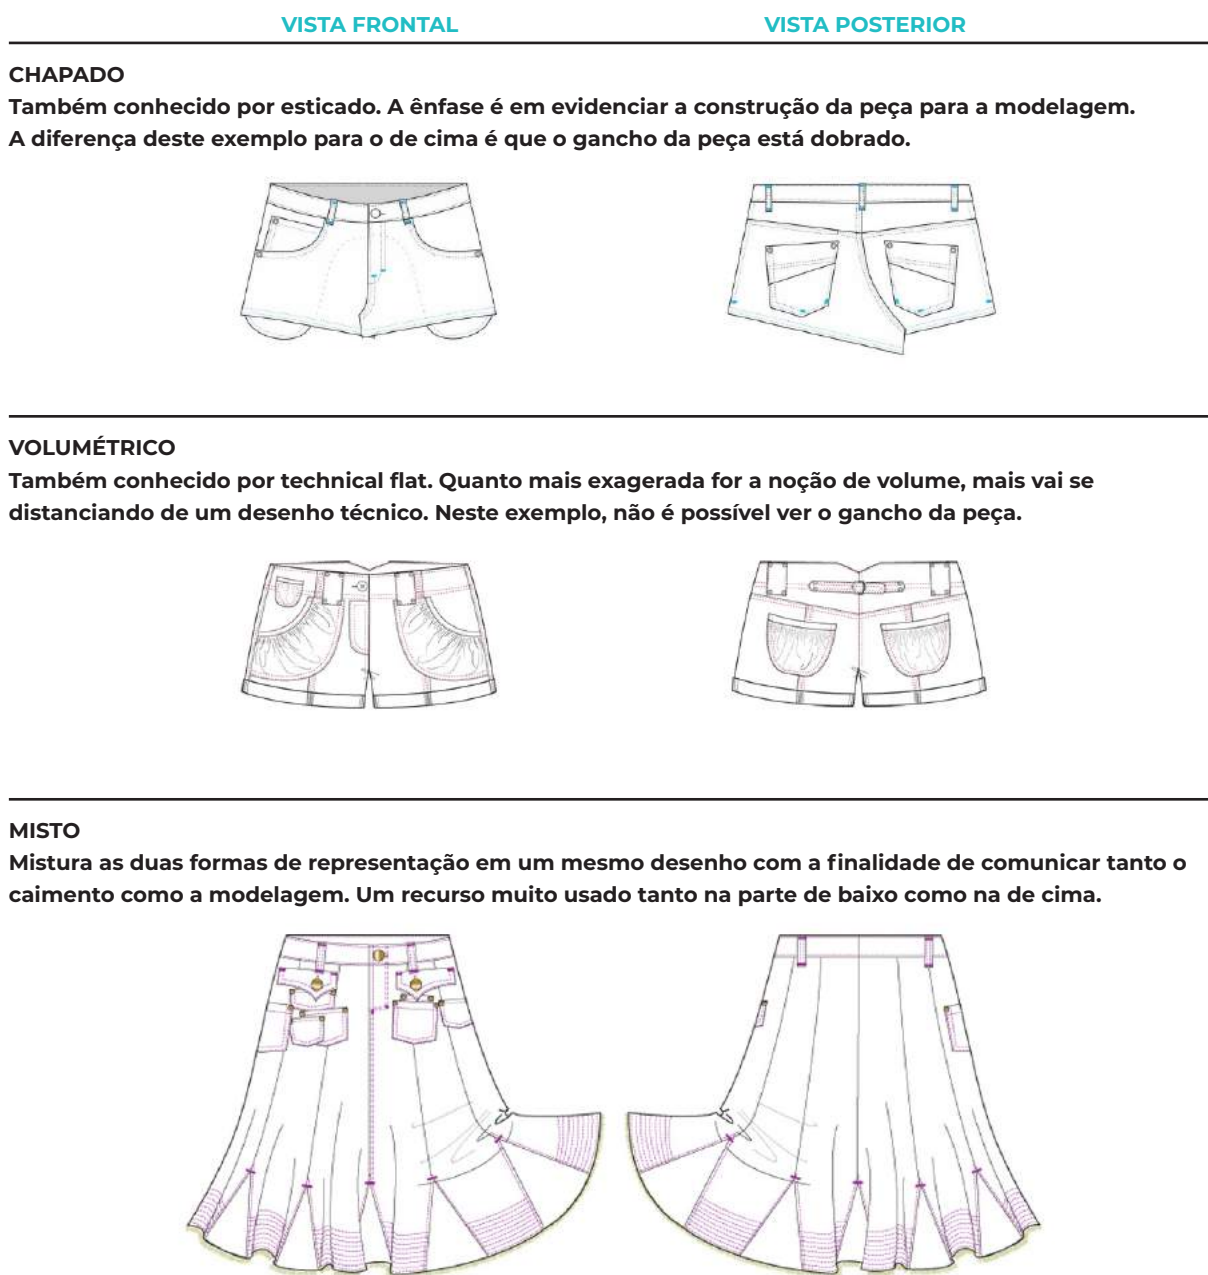 VISTA FRONTAL VISTA POSTERIOR
CHAPADO
Também conhecido por esticado. A ênfase é em evidenciar a construção da peça para a modelagem.
A diferença deste exemplo para o de cima é que o gancho da peça está dobrado.
VOLUMÉTRICO
Também conhecido por technical flat. Quanto mais exagerada for a noção de volume, mais vai se
distanciando de um desenho técnico. Neste exemplo, não é possível ver o gancho da peça.
MISTO
Mistura as duas formas de representação em um mesmo desenho com a finalidade de comunicar tanto o
caimento como a modelagem. Um recurso muito usado tanto na parte de baixo como na de cima.